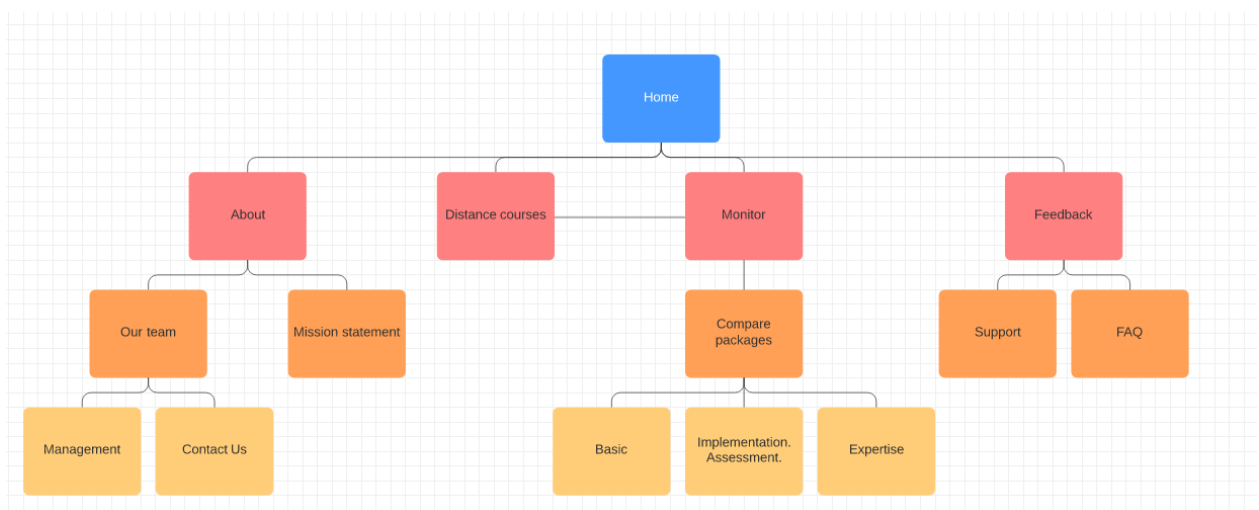 Home
About
Distance courses
Monitor
Feedback
Our team
Mission statement
Compare
packages
Support
FAQ
Management
Contact Us
Basic
Implementation.
Assessment.
Expertise